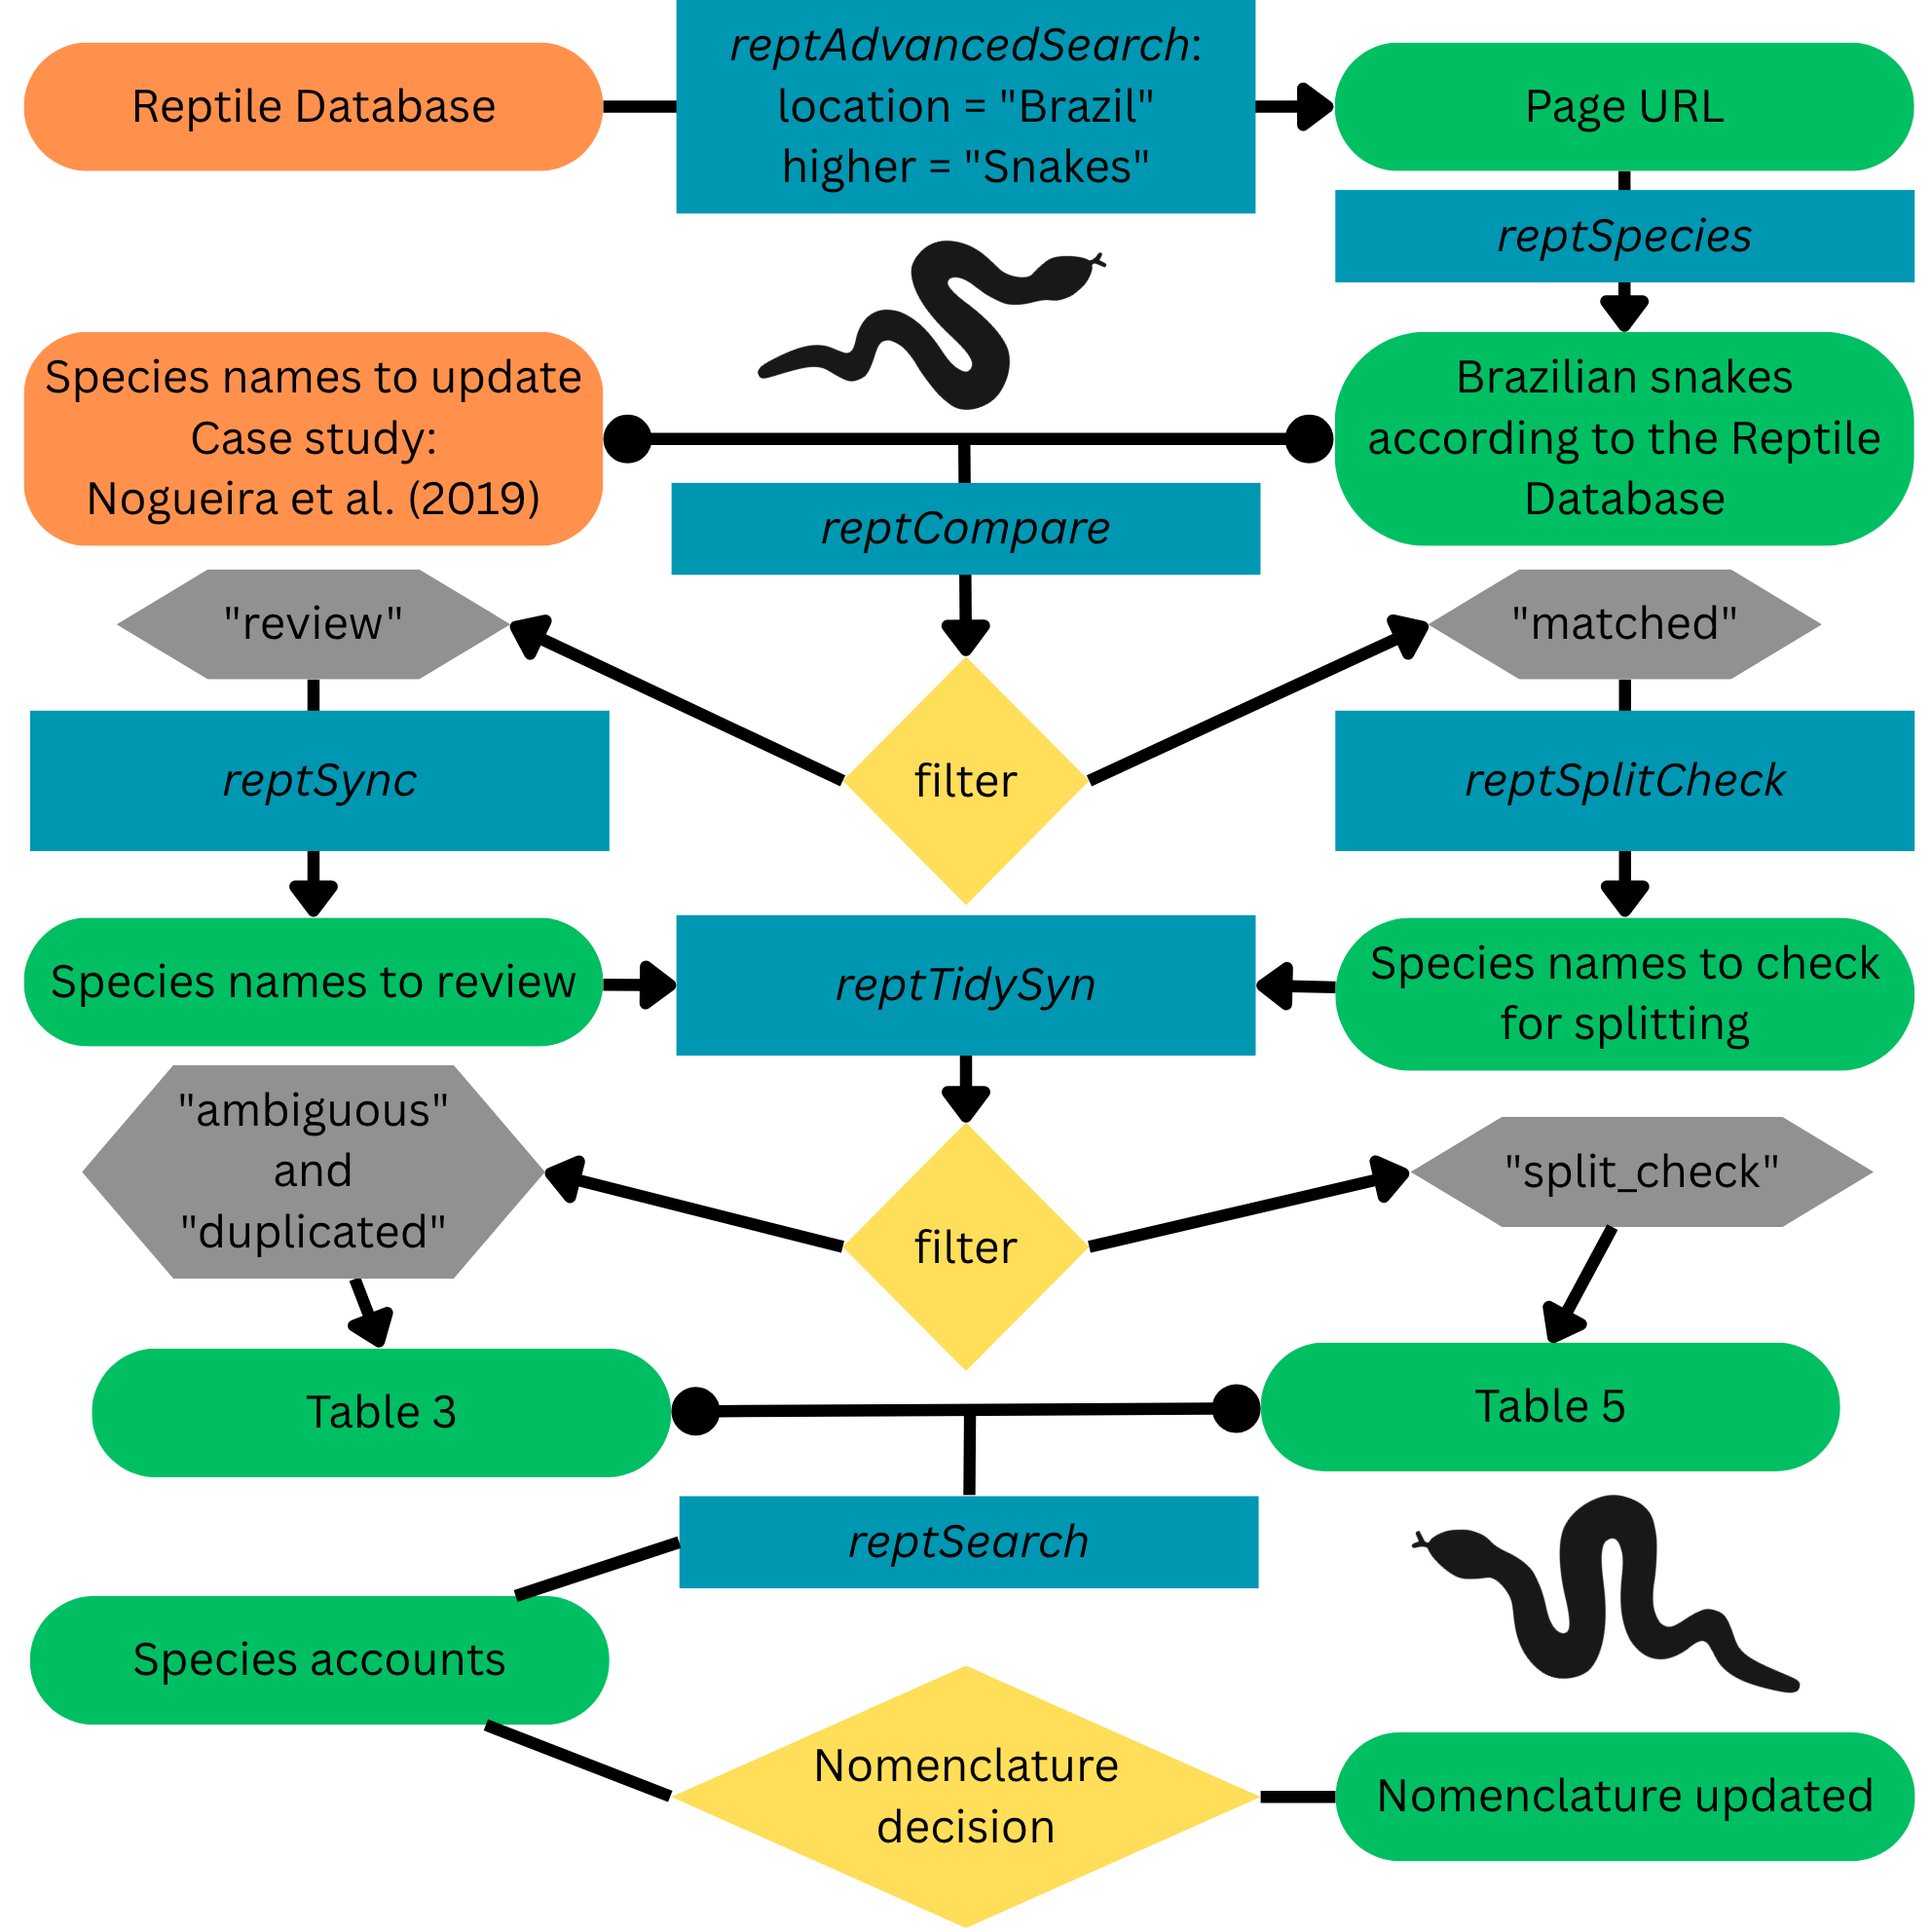 Reptile Database
reptAdvancedSearch:
location = "Brazil"
higher = "Snakes"
Page URL
reptSpecies
Species names to update
Case study:
Nogueira et al. (2019)
Brazilian snakes
according to the Reptile
Database
reptCompare
"review"
"matched"
reptSync
filter
reptSplitCheck
Species names to review
reptTidySyn
Species names to check
for splitting
"ambiguous"
and
"duplicated"
filter
"split_check"
Table 3
Table 5
reptSearch
Species accounts
Nomenclature
decision
Nomenclature updated